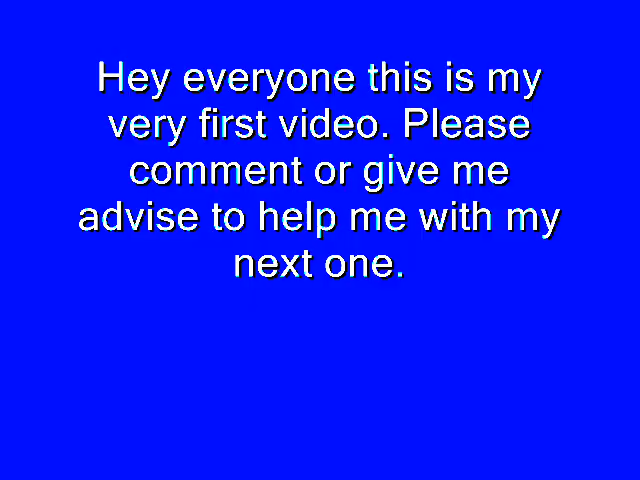 Hey everyone this is my
very first video. Please
comment or give me
advise to help me with my
next one.